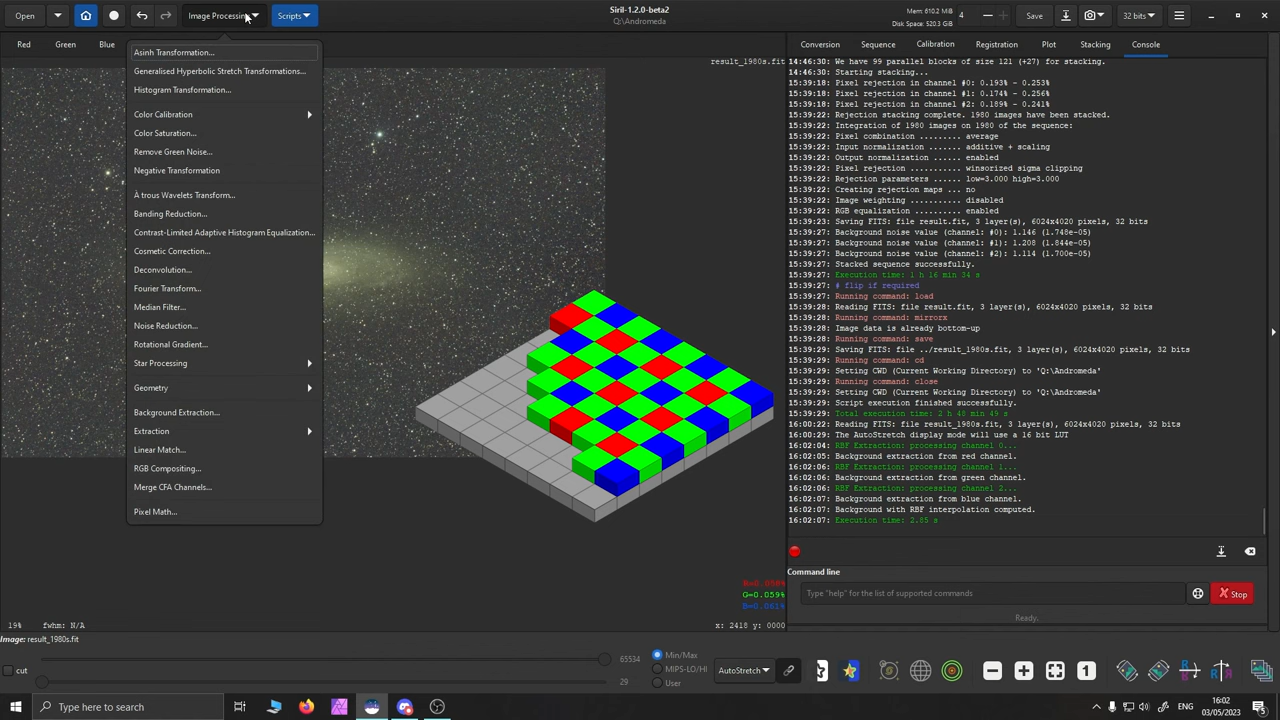 Siril-1.2.0-beta2
Q:\Andromeda
Open
Image Processing
Scripts
Mem: 610.2 MiB
Disk Space: 520.3 GiB
4
Save
32 bits
Red
Green
Blue
result_1980s.fit
Asinh Transformation...
Generalised Hyperbolic Stretch Transformations...
Histogram Transformation...
Color Calibration
Color Saturation...
Remove Green Noise...
Negative Transformation
À trous Wavelets Transform...
Banding Reduction...
Contrast-Limited Adaptive Histogram Equalization...
Cosmetic Correction...
Deconvolution...
Fourier Transform...
Median Filter...
Noise Reduction...
Rotational Gradient...
Star Processing
Geometry
Background Extraction...
Extraction
Linear Match...
RGB Compositing...
Merge CFA Channels...
Pixel Math...
G=0.059%
B=0.061%
19%
fwhm: N/A
x: 2418 y: 0000
Conversion
Sequence
Calibration
Registration
Plot
Stacking
Console
14:46:30: We have 99 parallel blocks of size 121 (+27) for stacking.
14:46:30: Starting stacking...
15:39:18: Pixel rejection in channel #0: 0.193% - 0.253%
15:39:18: Pixel rejection in channel #1: 0.174% - 0.256%
15:39:18: Pixel rejection in channel #2: 0.189% - 0.241%
15:39:22: Rejection stacking complete. 1980 images have been stacked.
15:39:22: Integration of 1980 images on 1980 of the sequence:
15:39:22: Pixel combination ......... average
15:39:22: Input normalization ....... additive + scaling
15:39:22: Output normalization ...... enabled
15:39:22: Pixel rejection ........... winsorized sigma clipping
15:39:22: Rejection parameters ...... low=3.000 high=3.000
15:39:22: Creating rejection maps ... no
15:39:22: Image weighting ........... disabled
15:39:22: RGB equalization .......... enabled
15:39:23: Saving FITS: file result.fit, 3 layer(s), 6024x4020 pixels, 32 bits
15:39:27: Background noise value (channel: #0): 1.146 (1.748e-05)
15:39:27: Background noise value (channel: #1): 1.208 (1.844e-05)
15:39:27: Background noise value (channel: #2): 1.114 (1.700e-05)
15:39:27: Stacked sequence successfully.
15:39:27: Execution time: 1 h 16 min 34 s
15:39:27: # flip if required
15:39:27: Running command: load
15:39:28: Reading FITS: file result.fit, 3 layer(s), 6024x4020 pixels, 32 bits
15:39:28: Running command: mirrorx
15:39:28: Image data is already bottom-up
15:39:28: Running command: save
15:39:29: Saving FITS: file ../result_1980s.fit, 3 layer(s), 6024x4020 pixels, 32 bits
15:39:29: Running command: cd
15:39:29: Setting CWD (Current Working Directory) to 'Q:\Andromeda'
15:39:29: Running command: close
15:39:29: Setting CWD (Current Working Directory) to 'Q:\Andromeda'
15:39:29: Script execution finished successfully.
15:39:29: Total execution time: 2 h 48 min 49 s
16:00:22: Reading FITS: file result_1980s.fit, 3 layer(s), 6024x4020 pixels, 32 bits
16:00:29: The AutoStretch display mode will use a 16 bit LUT
16:02:04: RBF Extraction: processing channel 0...
16:02:05: Background extraction from red channel.
16:02:06: RBF Extraction: processing channel 1...
16:02:06: Background extraction from green channel.
16:02:06: RBF Extraction: processing channel 2...
16:02:07: Background extraction from blue channel.
16:02:07: Background with RBF interpolation computed.
16:02:07: Execution time: 2.85 s
Command line
Type "help" for the list of supported commands
Stop
Ready.
Image: result_1980s.fit
cut
65534
29
Min/Max
MIPS-LO/HI
User
AutoStretch
1
Type here to search
ENG
16:02
03/05/2023